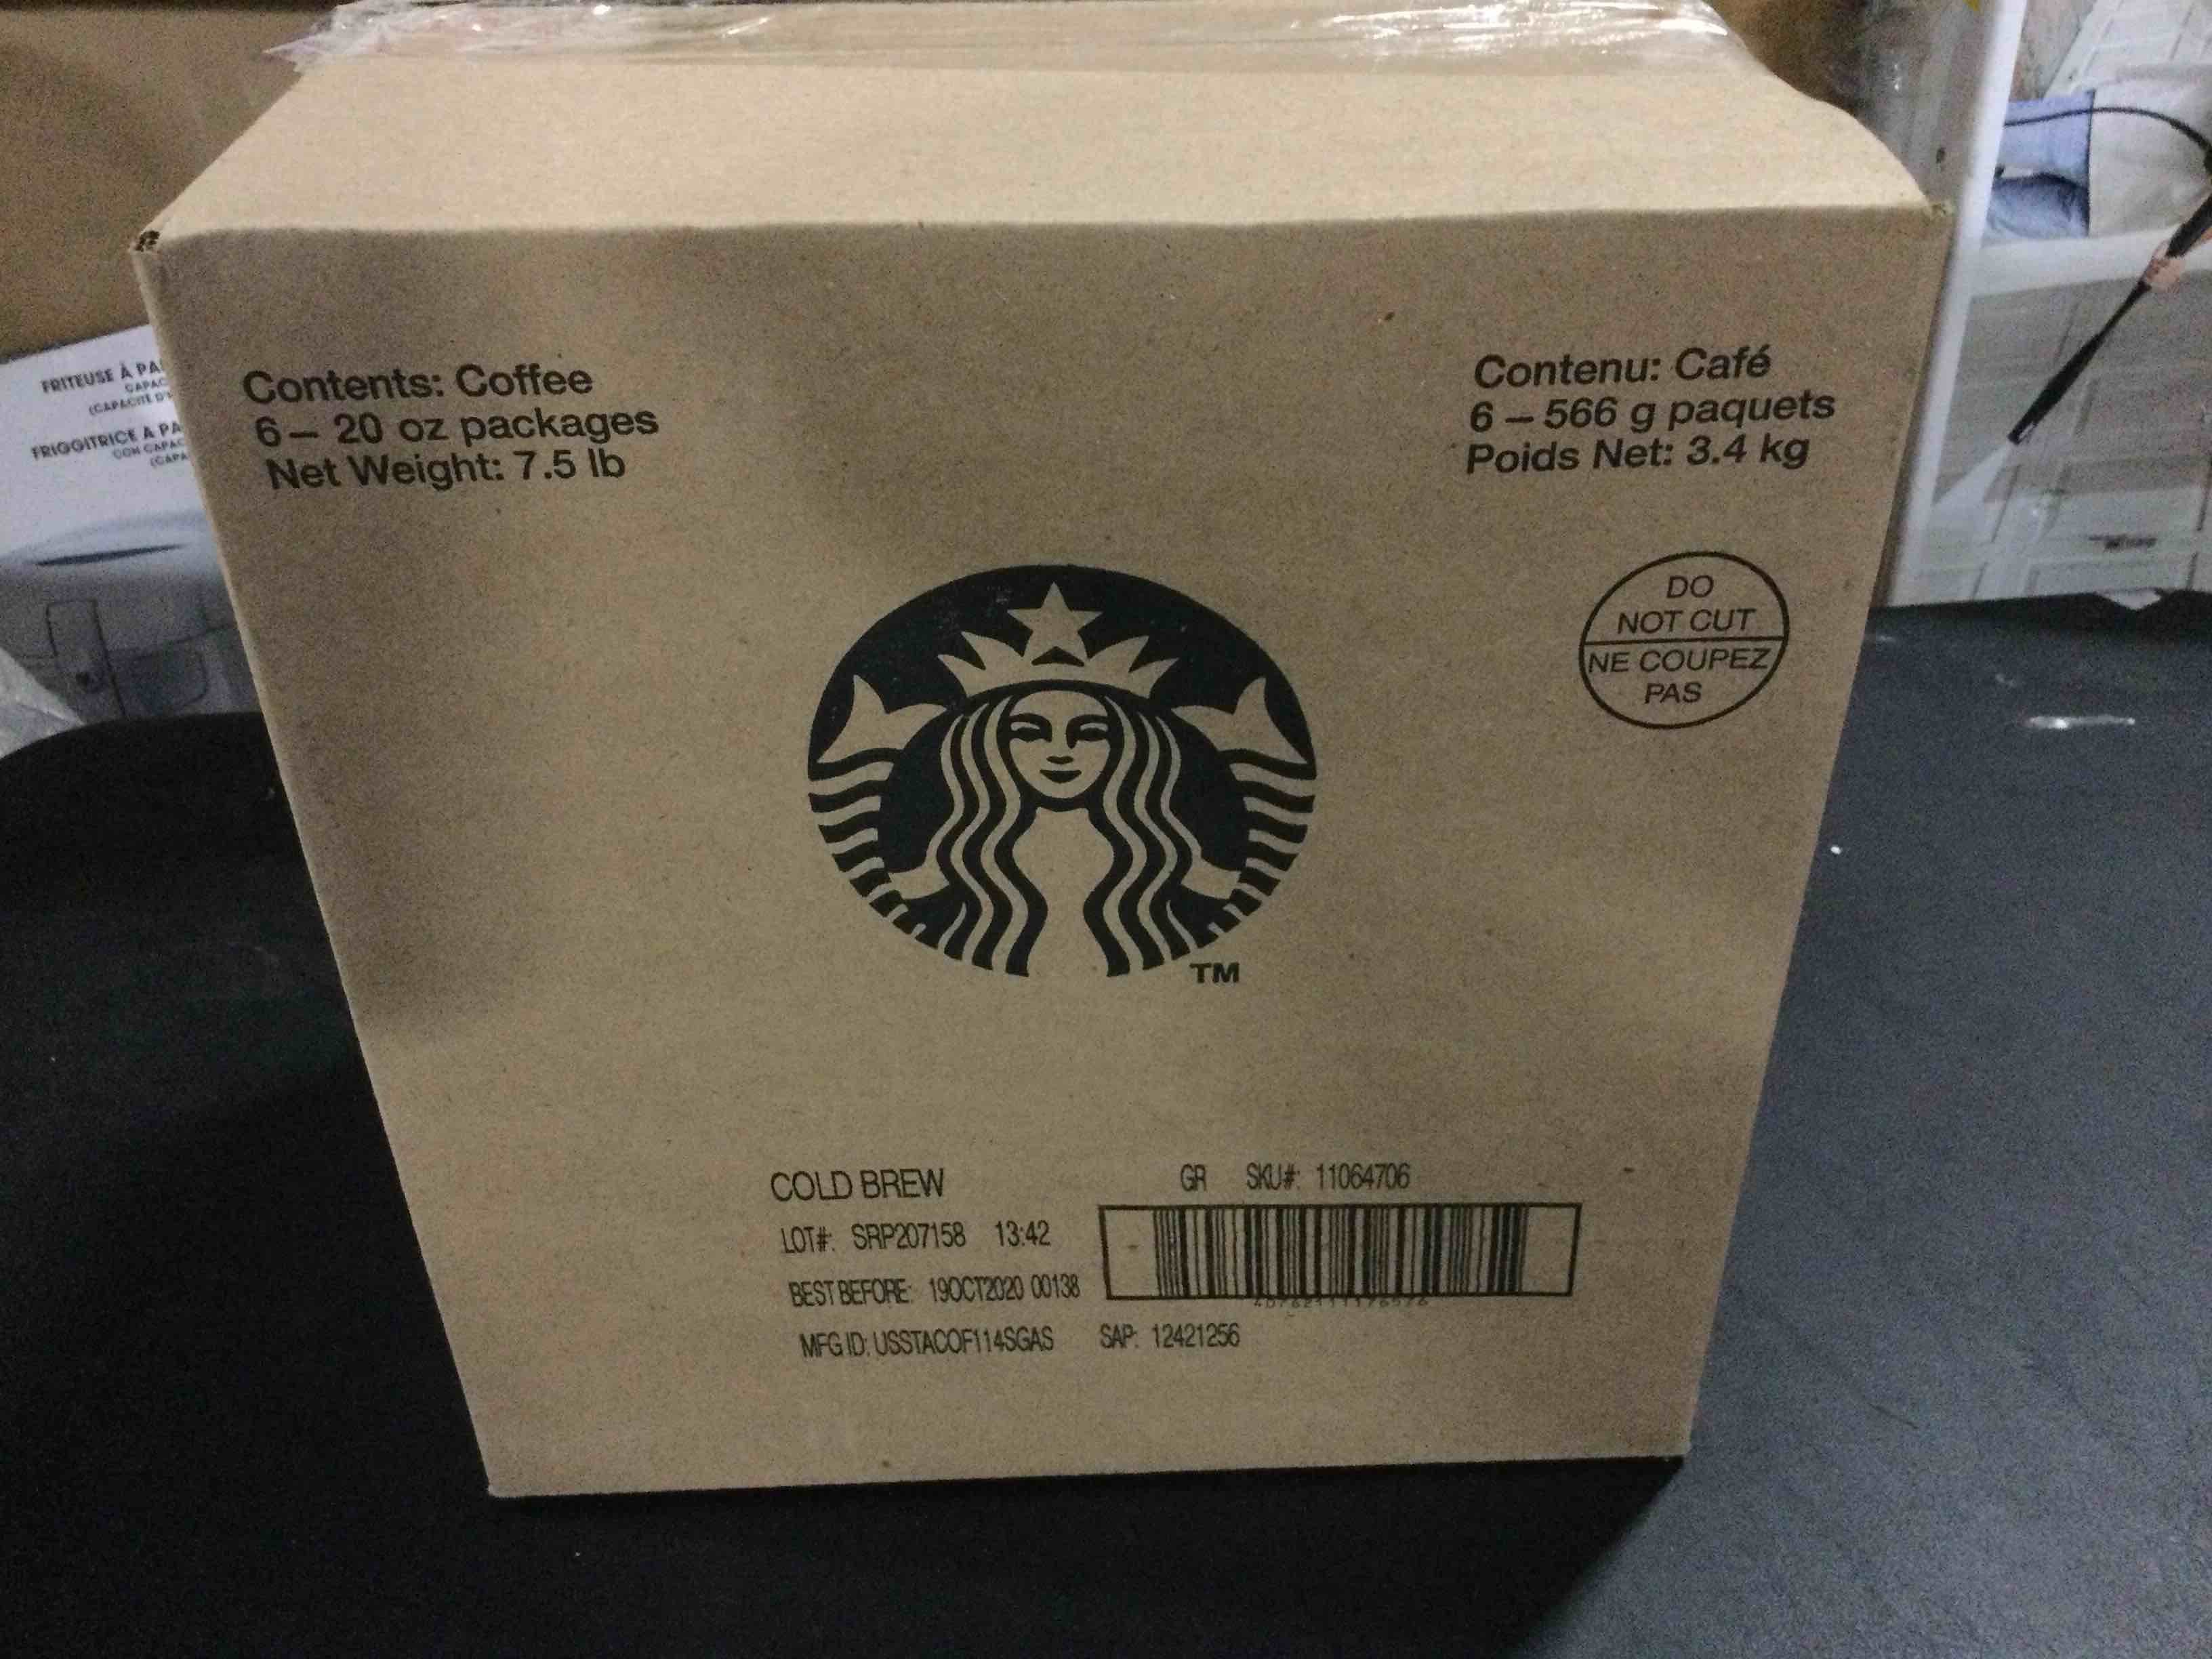 Contents: Coffee
6 – 20 oz packages
Net Weight: 7.5 lb
Contenu: Café
6 – 566 g paquets
Poids Net: 3.4 kg
DO
NOT CUT
NE COUPEZ
PAS
TM
COLD BREW
GR SKU#: 11064706
LOT#: SRP207158 13:42
BEST BEFORE: 19OCT2020 00138
MFG ID: USSTACOF114SGAS SAP: 12421256
FRITEUSE À
FRIGGITRICE A